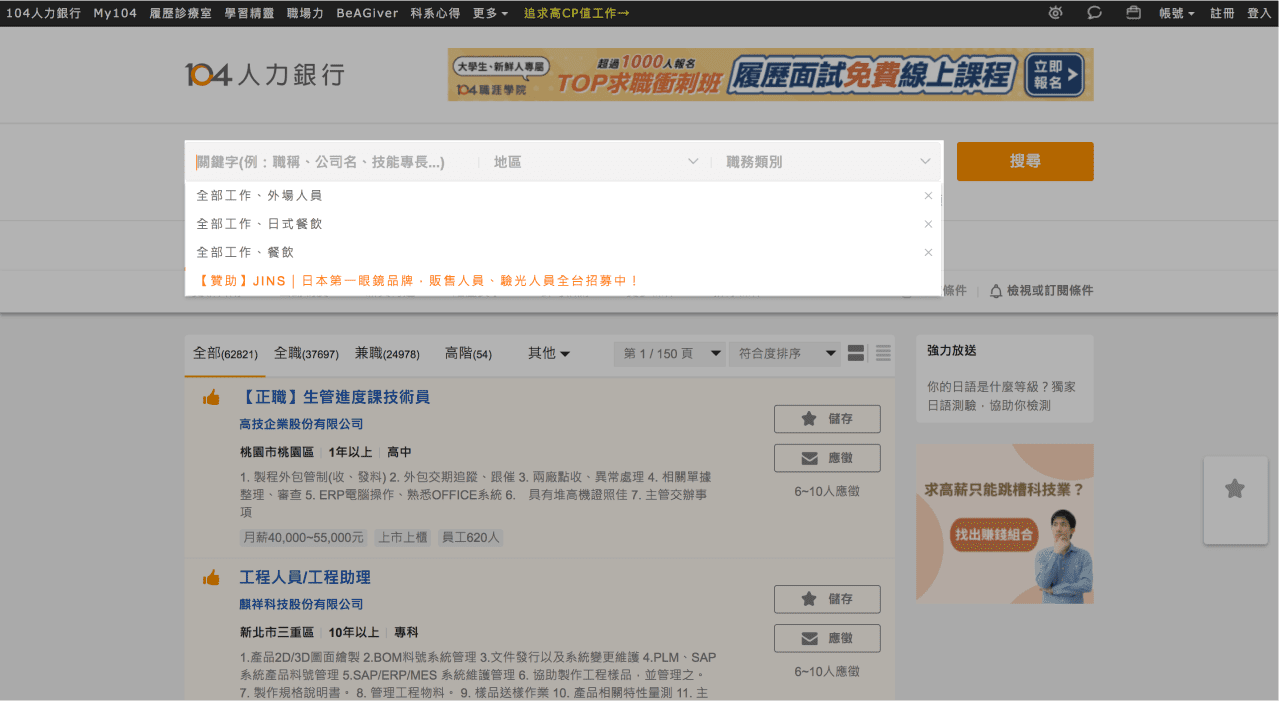 104人力銀行 My104 履歷診療室 學習精靈 職場力 BeAGiver 科系心得 更多 追求高CP值工作→ 帳號 註冊 登入
104人力銀行
大學生、新鮮人專屬
104職涯學院
超過1000人報名
TOP求職衝刺班
履歷面試免費線上課程
立即
報名
關鍵字(例：職稱、公司名、技能專長...) 地區 職務類別 搜尋
全部工作、外場人員
全部工作、日式餐飲
全部工作、餐飲
【贊助】JINS｜日本第一眼鏡品牌，販售人員、驗光人員全台招募中！
條件 檢視或訂閱條件
全部(62821) 全職(37697) 兼職(24978) 高階(54) 其他 第 1 / 150 頁 符合度排序
【正職】生管進度課技術員
高技企業股份有限公司
桃園市桃園區 1年以上 高中
1. 製程外包管制(收、發料) 2. 外包交期追蹤、跟催 3. 兩廠點收、異常處理 4. 相關單據
整理、審查 5. ERP電腦操作、熟悉OFFICE系統 6. 具有堆高機證照佳 7. 主管交辦事
項
月薪40,000~55,000元 上市上櫃 員工620人
儲存
應徵
6~10人應徵
工程人員/工程助理
麒祥科技股份有限公司
新北市三重區 10年以上 專科
1.產品2D/3D圖面繪製 2.BOM料號系統管理 3.文件發行以及系統變更維護 4.PLM、SAP
系統產品料號管理 5.SAP/ERP/MES 系統維護管理 6. 協助製作工程樣品，並管理之。
7. 製作規格說明書。 8. 管理工程物料。 9. 樣品送樣作業 10. 產品相關特性量測 11. 主
儲存
應徵
6~10人應徵
強力放送
你的日語是什麼等級？獨家
日語測驗，協助你檢測
求高薪只能跳槽科技業？
找出賺錢組合